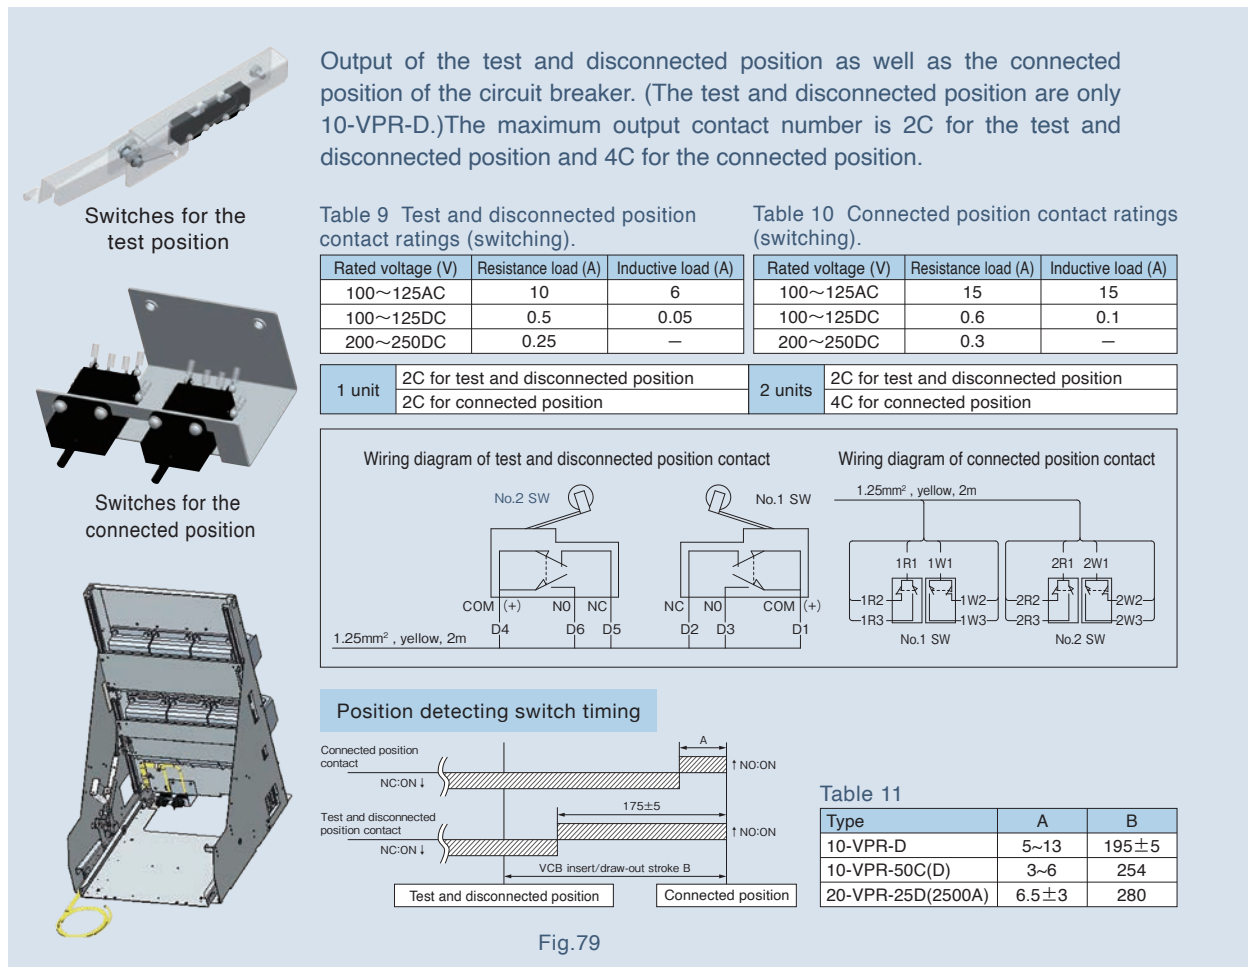 Output of the test and disconnected position as well as the connected
position of the circuit breaker. (The test and disconnected position are only
10-VPR-D.)The maximum output contact number is 2C for the test and
disconnected position and 4C for the connected position.
Switches for the
test position
Switches for the
connected position
Table 9 Test and disconnected position
contact ratings (switching).
Rated voltage (V) Resistance load (A) Inductive load (A)
100～125AC 10 6
100～125DC 0.5 0.05
200～250DC 0.25 —
Table 10 Connected position contact ratings
(switching).
Rated voltage (V) Resistance load (A) Inductive load (A)
100～125AC 15 15
100～125DC 0.6 0.1
200～250DC 0.3 —
1 unit
2C for test and disconnected position
2C for connected position
2 units
2C for test and disconnected position
4C for connected position
Wiring diagram of test and disconnected position contact
No.2 SW
No.1 SW
COM (+) N0 NC
NC N0 COM (+)
D4 D6 D5 D2 D3 D1
1.25mm² , yellow, 2m
Wiring diagram of connected position contact
1.25mm² , yellow, 2m
1R1 1W1 2R1 2W1
1R2 1W2 2R2 2W2
1R3 1W3 2R3 2W3
No.1 SW No.2 SW
Position detecting switch timing
Connected position
contact
NC:ON↓
A
↑NO:ON
175±5
Test and disconnected
position contact
NC:ON↓
↑NO:ON
VCB insert/draw-out stroke B
Test and disconnected position
Connected position
Table 11
Type A B
10-VPR-D 5~13 195±5
10-VPR-50C(D) 3~6 254
20-VPR-25D(2500A) 6.5±3 280
Fig.79